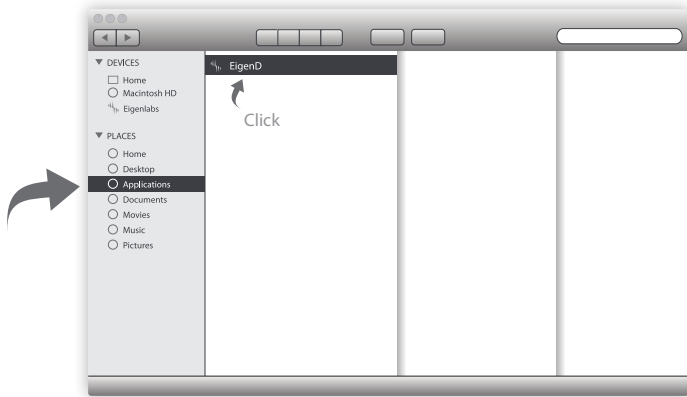 DEVICES
Home
Macintosh HD
Eigenlabs
PLACES
Home
Desktop
Applications
Documents
Movies
Music
Pictures
EigenD
Click